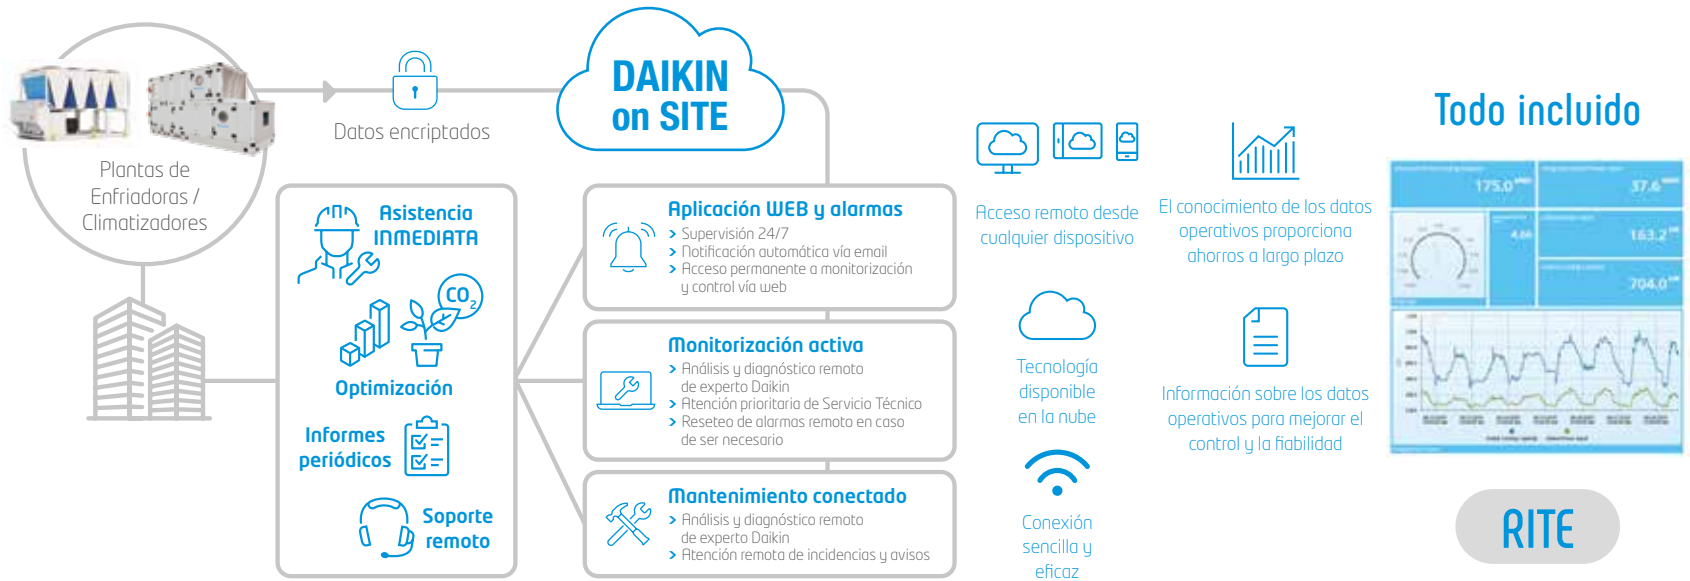 Plantas de
Enfriadoras /
Climatizadores
Datos encriptados
DAIKIN
on SITE
Asistencia
INMEDIATA
CO2
Optimización
Informes
periódicos
Soporte
remoto
Aplicación WEB y alarmas
> Supervisión 24/7
> Notificación automática vía email
> Acceso permanente a monitorización
y control vía web
Monitorización activa
> Análisis y diagnóstico remoto
de experto Daikin
> Atención prioritaria de Servicio Técnico
> Reseteo de alarmas remoto en caso
de ser necesario
Mantenimiento conectado
> Análisis y diagnóstico remoto
de experto Daikin
> Atención remota de incidencias y avisos
Acceso remoto desde
cualquier dispositivo
Tecnología
disponible
en la nube
Conexión
sencilla y
eficaz
El conocimiento de los datos
operativos proporciona
ahorros a largo plazo
Información sobre los datos
operativos para mejorar el
control y la fiabilidad
Todo incluido
175.0
37.6
4.66
163.2
704.0
RITE